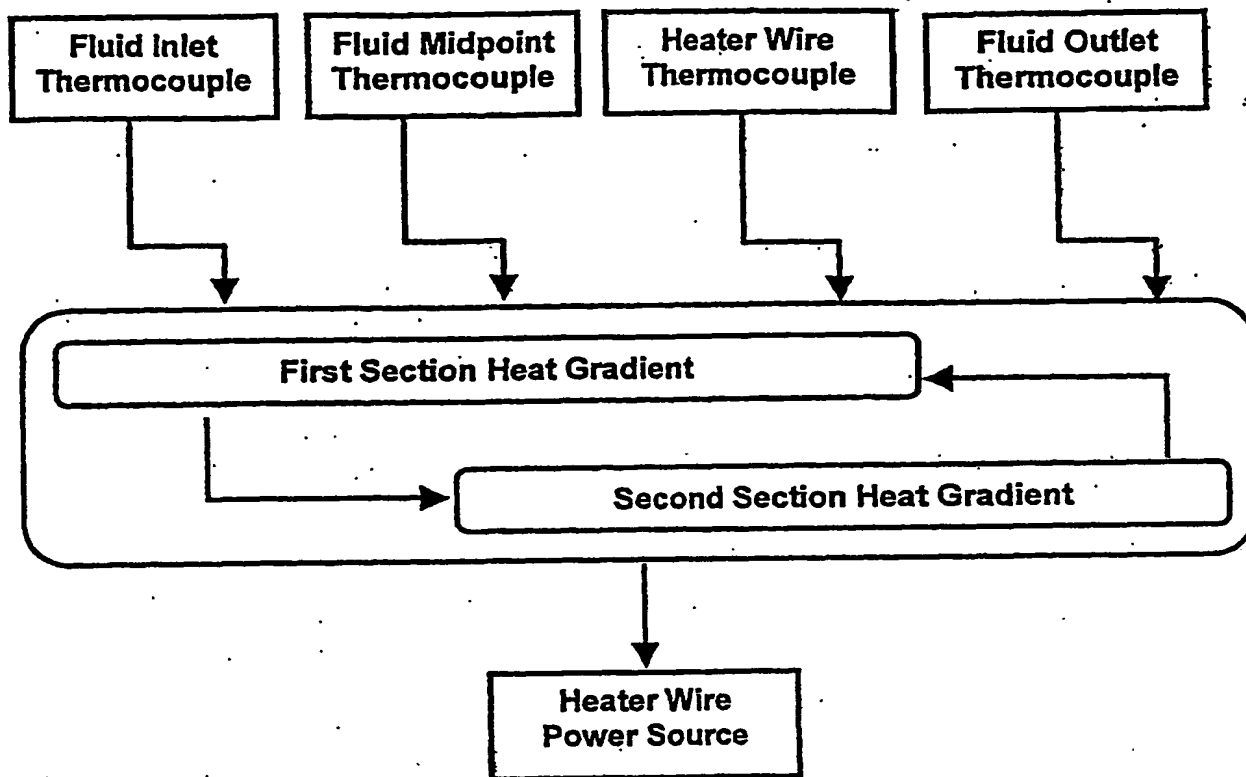 Fluid Inlet
Thermocouple
Fluid Midpoint
Thermocouple
Heater Wire
Thermocouple
Fluid Outlet
Thermocouple
First Section Heat Gradient
Second Section Heat Gradient
Heater Wire
Power Source